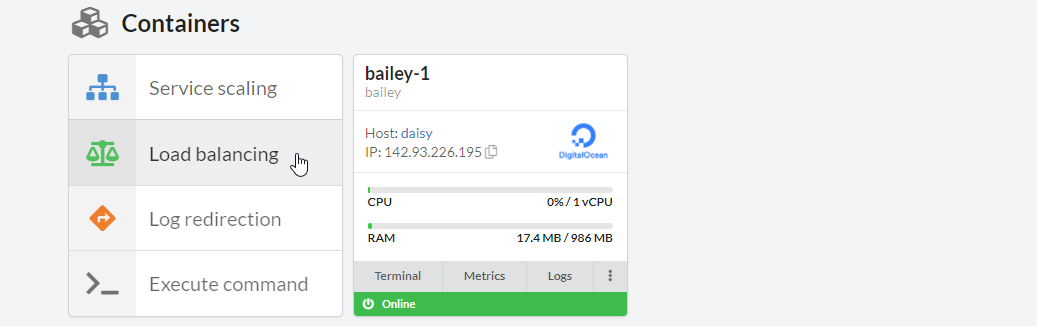 Containers
Service scaling
Load balancing
Log redirection
Execute command
bailey-1
bailey
Host: daisy
IP: 142.93.226.195
DigitalOcean
CPU 0% / 1 vCPU
RAM 17.4 MB / 986 MB
Terminal Metrics Logs
Online